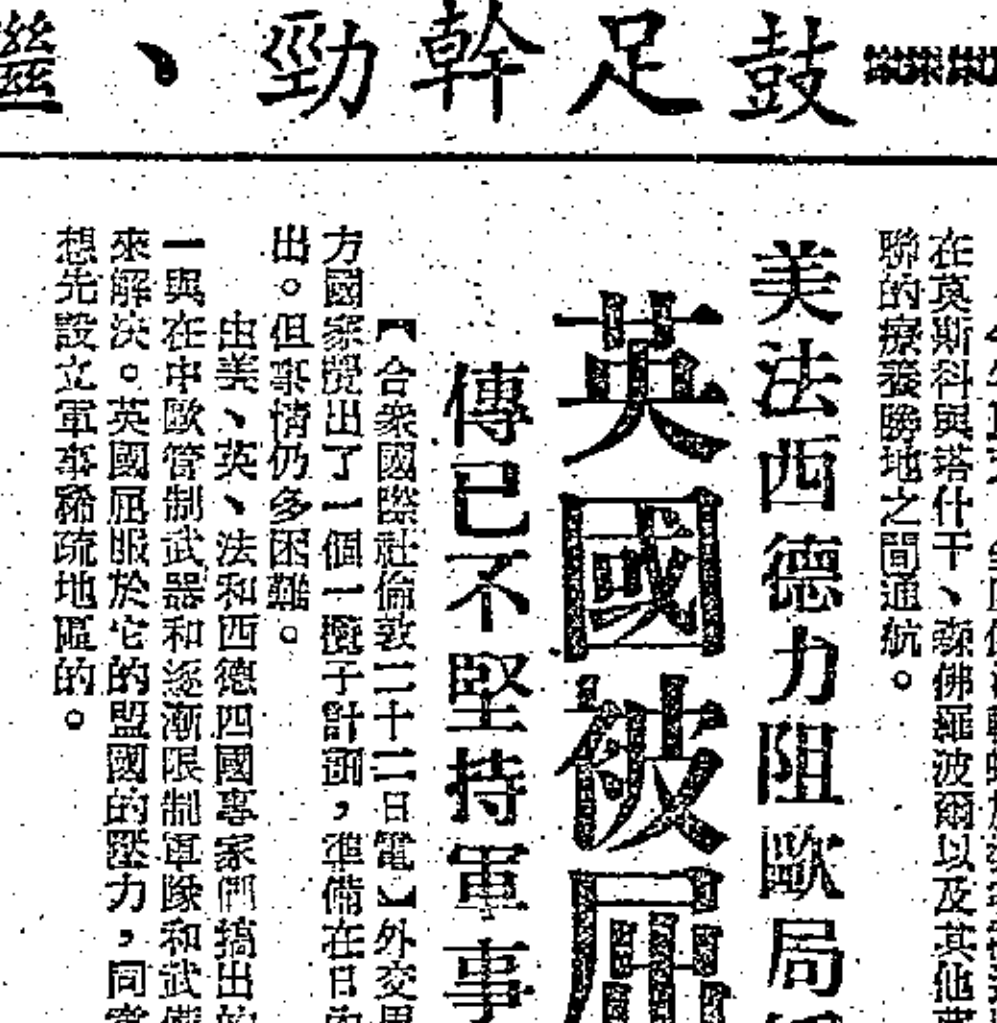 鼓足幹勁、
在莫斯科與塔什干、森佛羅波爾以及其他
聯的療養勝地之間通航。
美法西德力阻歐局
英國被屈
傳已不堅持軍事
【合衆國際社倫敦二十二日電】外交
方國家攪出了一個一攬子計劃，準備在日內
出。但事情仍多困難。
由美、英、法和西德四國專家們搞出的
一與在中歐管制武器和逐漸限制軍隊和武備
來解決。英國屈服於它的盟國的壓力，同意
想先設立軍事稀疏地區的。